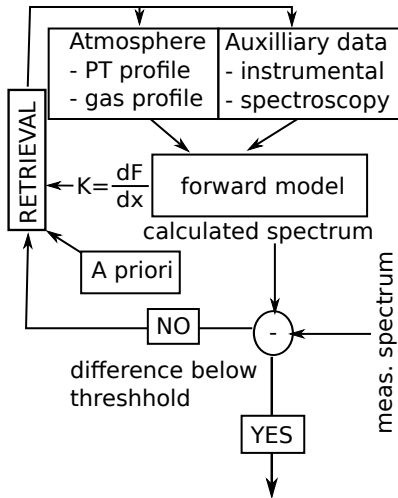 Atmosphere
- PT profile
- gas profile
Auxilliary data
- instrumental
- spectroscopy
RETRIEVAL
K=dF/dx
forward model
calculated spectrum
A priori
NO
-
difference below
threshhold
meas. spectrum
YES